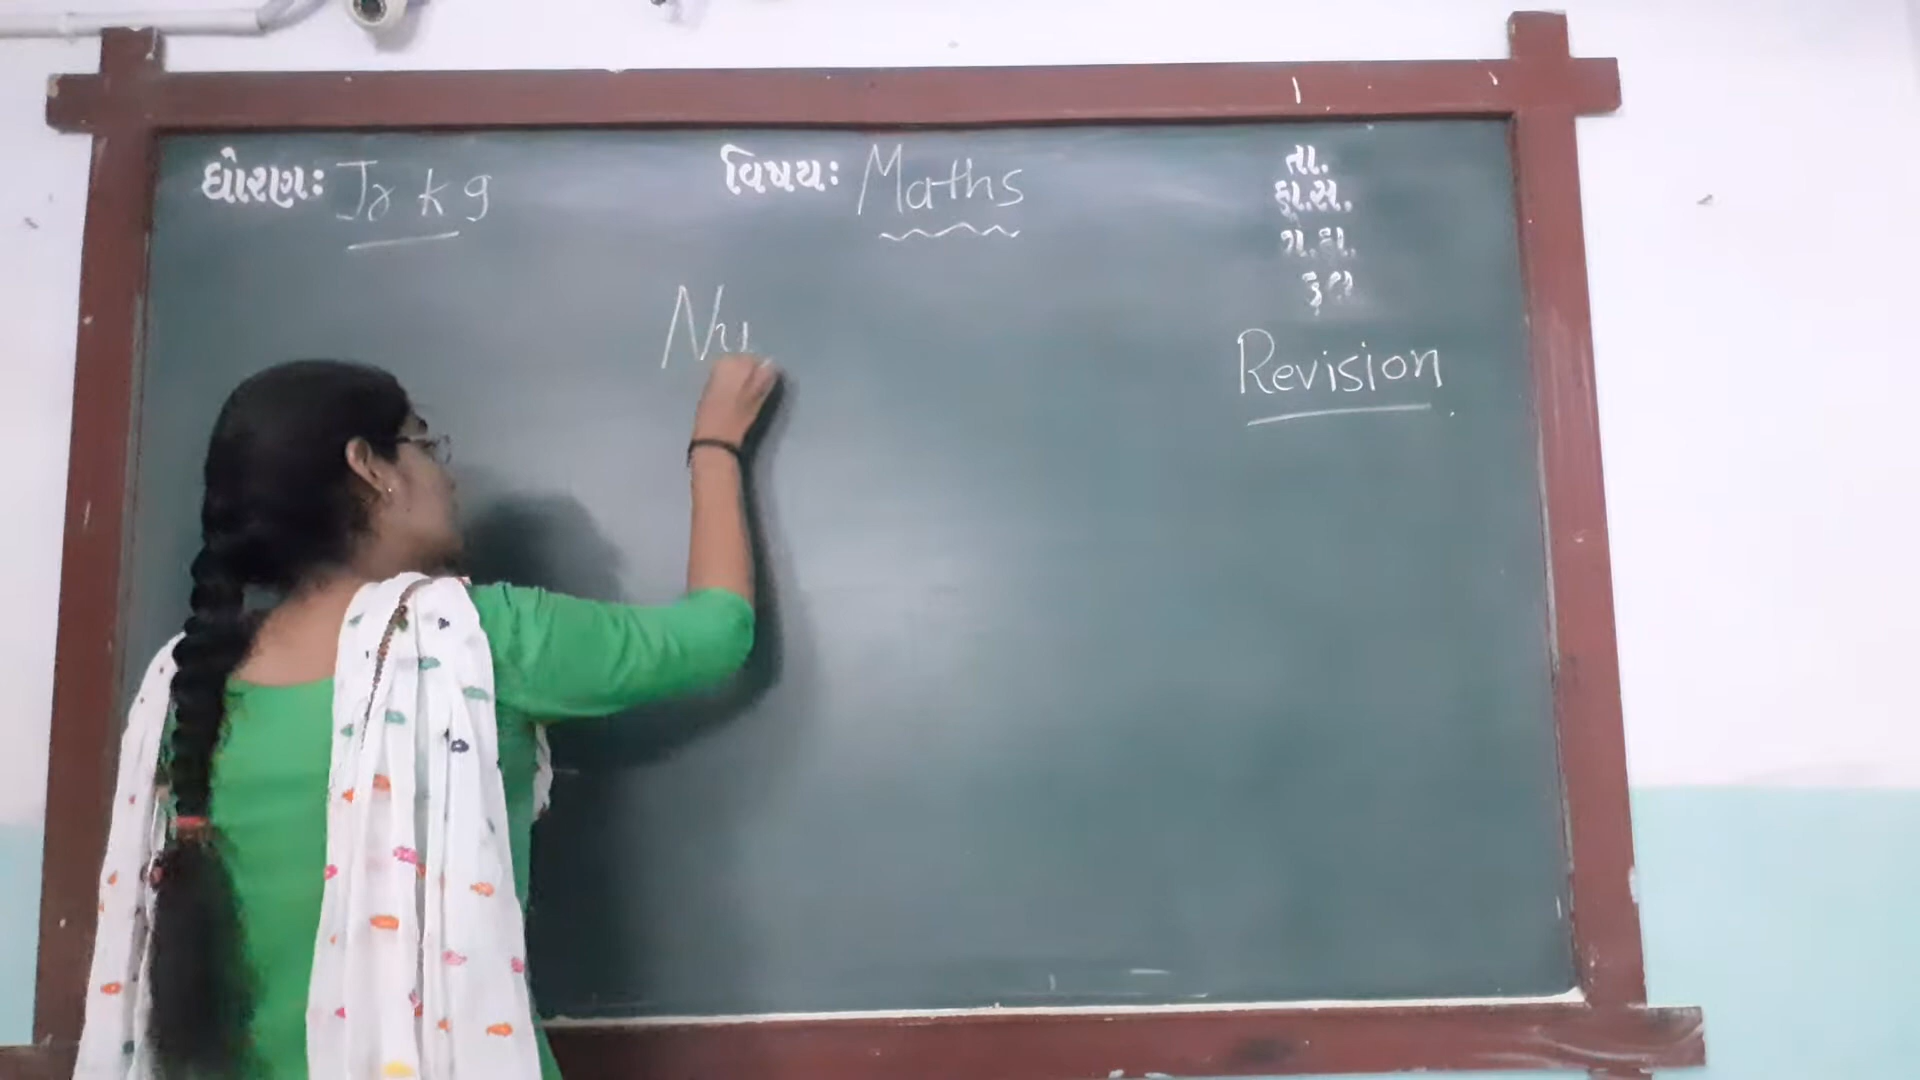 ધોરણ: Jr kg
વિષય: Maths
તા.
ક્રા.સ.
ગે.હા.
કુલ
Nu
Revision